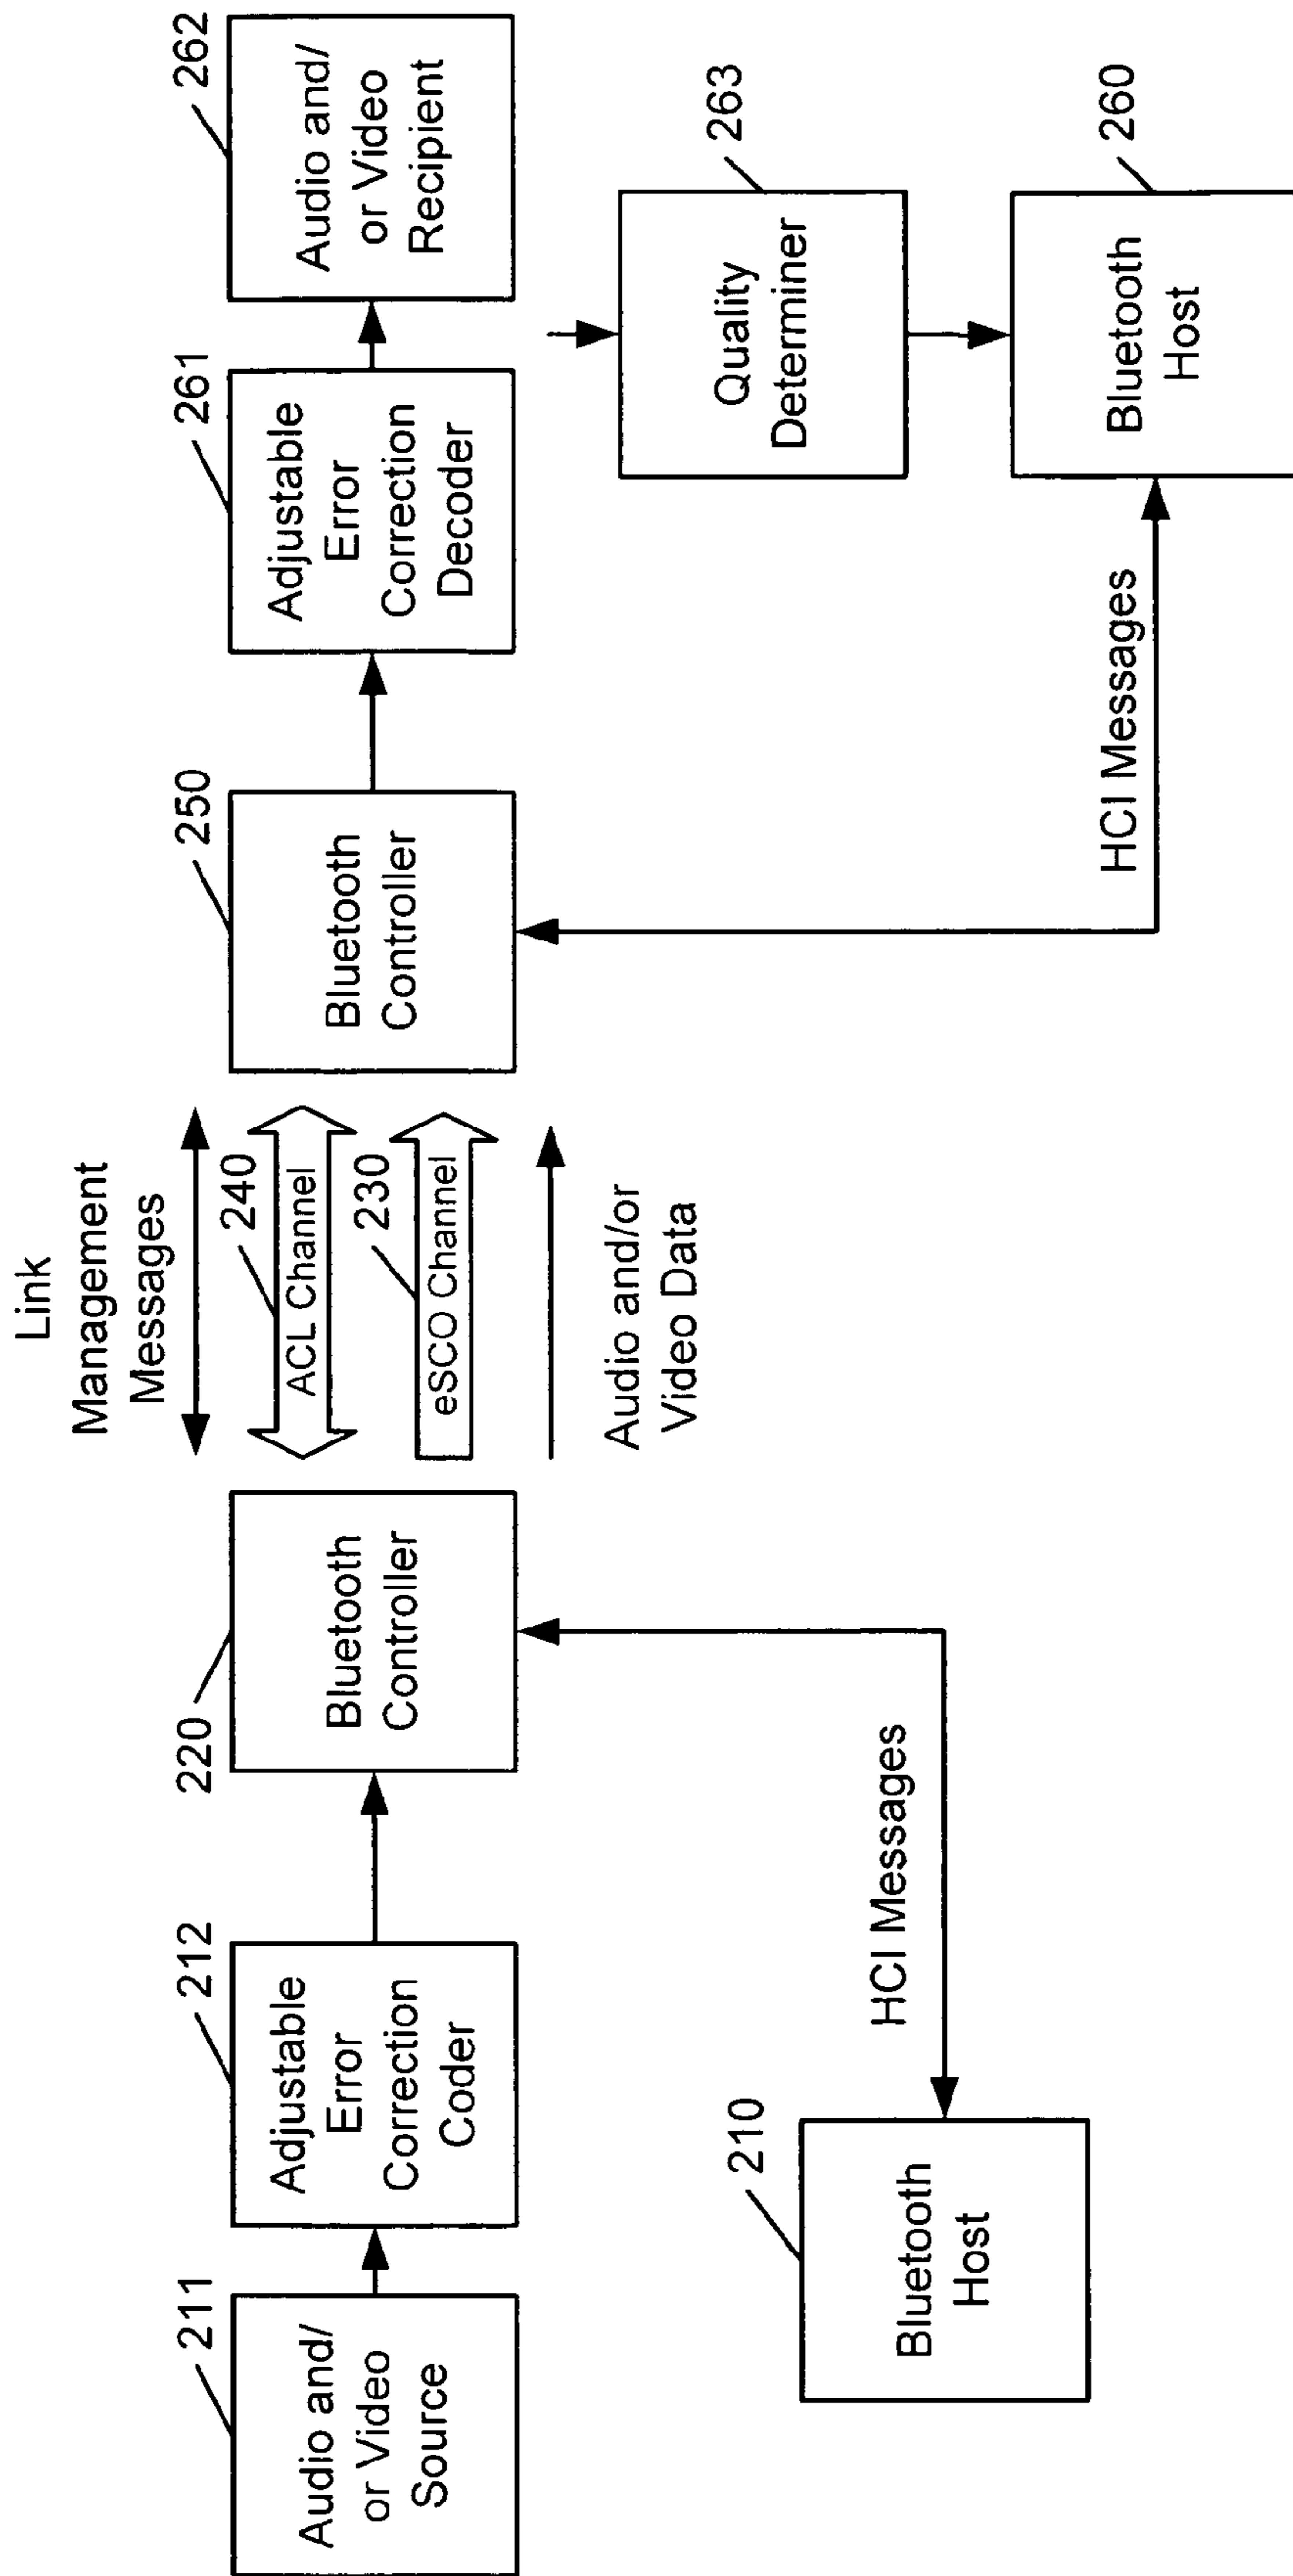 Link
Management
Messages
211
Audio and/
or Video
Source
212
Adjustable
Error
Correction
Coder
220
Bluetooth
Controller
240
ACL Channel
230
eSCO Channel
Audio and/or
Video Data
250
Bluetooth
Controller
261
Adjustable
Error
Correction
Decoder
262
Audio and/
or Video
Recipient
210
Bluetooth
Host
HCI Messages
263
Quality
Determiner
HCI Messages
260
Bluetooth
Host